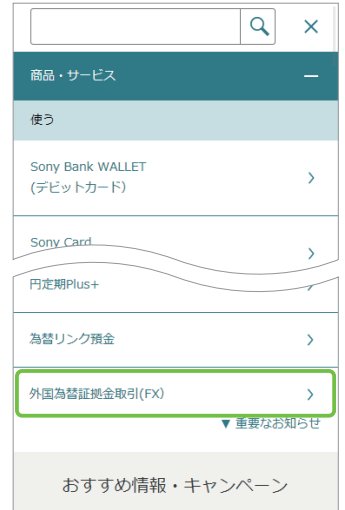 商品・サービス
使う
Sony Bank WALLET
(デビットカード)
Sony Card
円定期Plus+
為替リンク預金
外国為替証拠金取引(FX)
▼ 重要なお知らせ
おすすめ情報・キャンペーン